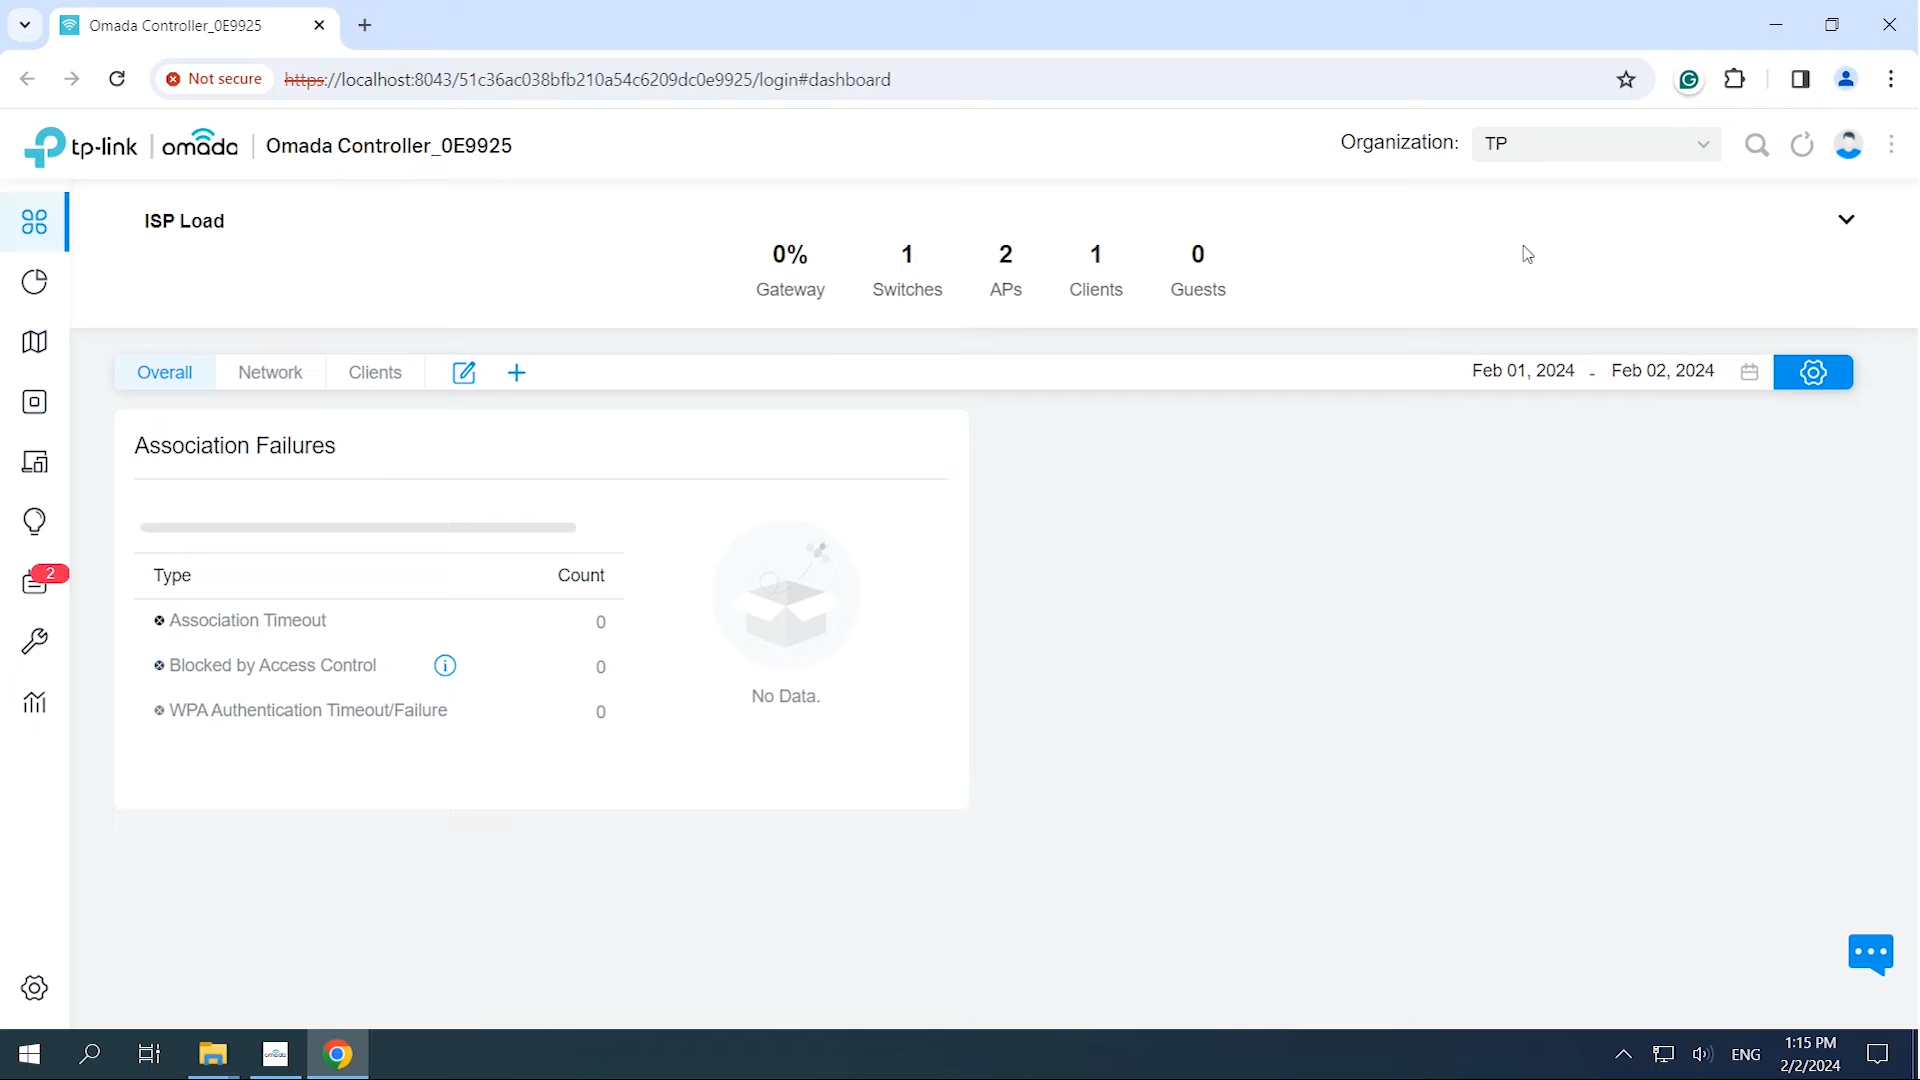 Omada Controller_0E9925
Not secure
https://localhost:8043/51c36ac038bfb210a54c6209dc0e9925/login#dashboard
tp-link
omada
Omada Controller_0E9925
Organization:
TP
ISP Load
0%
1
2
1
0
Gateway
Switches
APs
Clients
Guests
Overall
Network
Clients
Feb 01, 2024 - Feb 02, 2024
Association Failures
Type
Count
Association Timeout
0
Blocked by Access Control
0
WPA Authentication Timeout/Failure
0
No Data.
2
omada
ENG
1:15 PM
2/2/2024